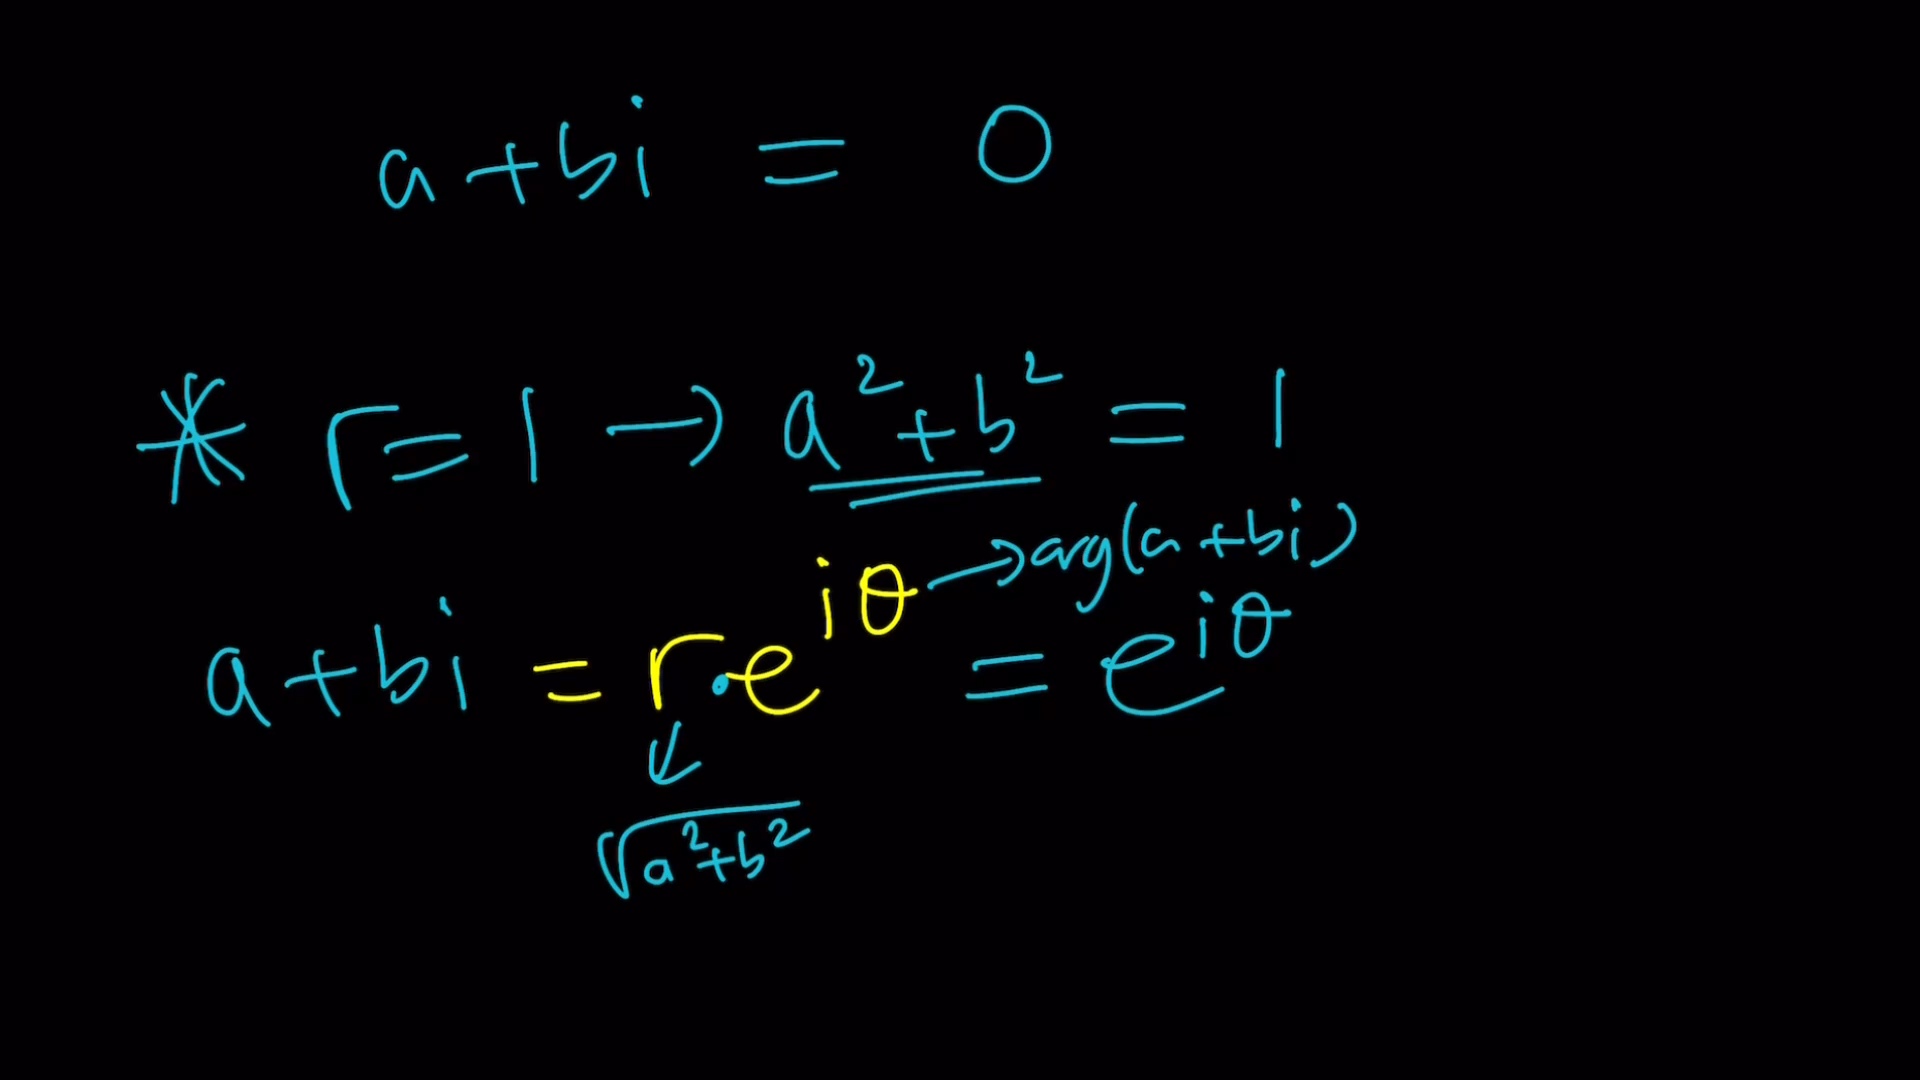 a+bi = 0
* r=1 → a²+b² = 1
→ arg(a+bi)
a+bi = r·e^{iθ} = e^{iθ}
√(a²+b²)